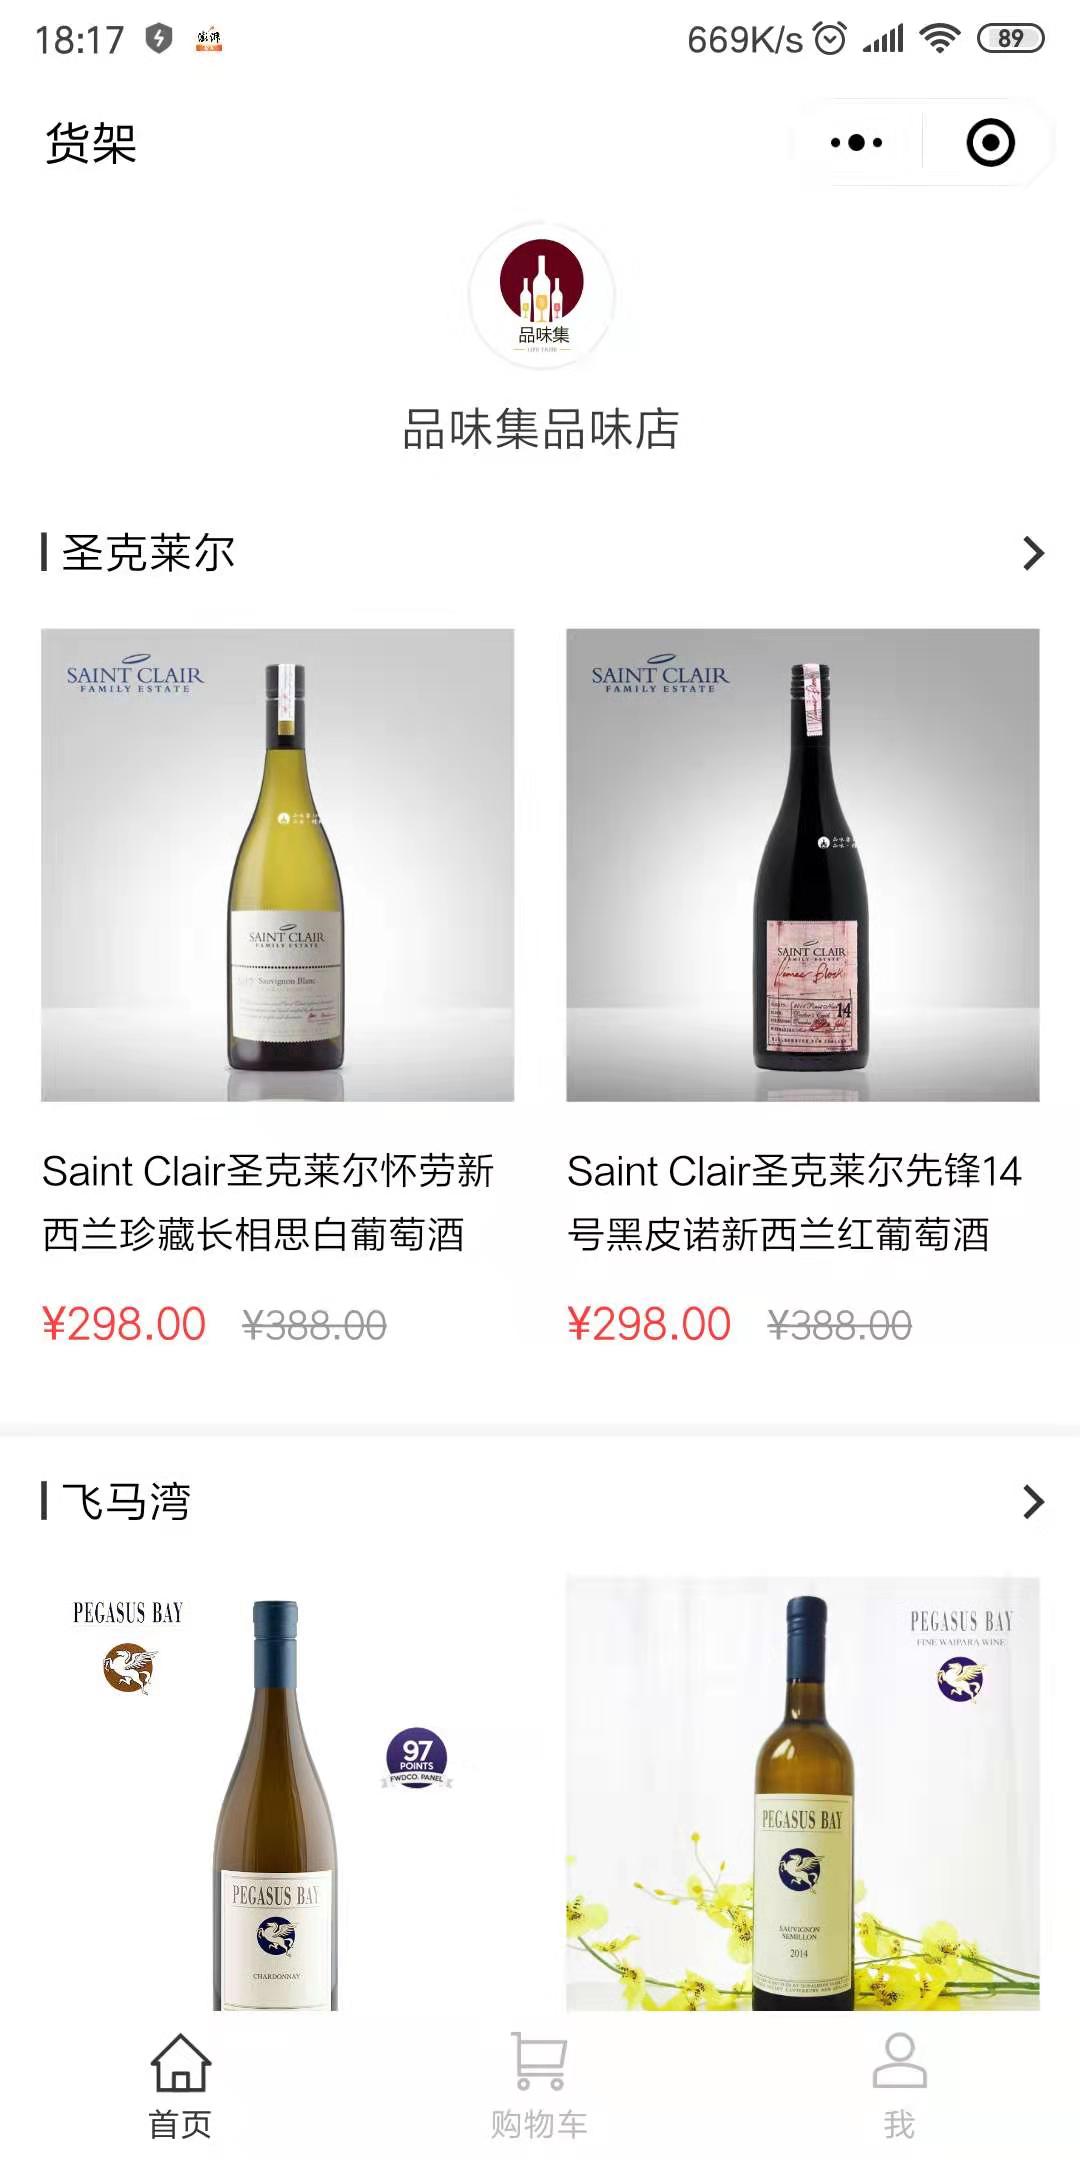 18:17
669K/s
89
货架
品味集
品味集品味店
圣克莱尔
SAINT CLAIR
FAMILY ESTATE
SAINT CLAIR
FAMILY ESTATE
Sauvignon Blanc
SAINT CLAIR
FAMILY ESTATE
SAINT CLAIR
FAMILY ESTATE
14
Saint Clair圣克莱尔怀劳新
西兰珍藏长相思白葡萄酒
¥298.00 ¥388.00
Saint Clair圣克莱尔先锋14
号黑皮诺新西兰红葡萄酒
¥298.00 ¥388.00
飞马湾
PEGASUS BAY
97
POINTS
FWDCO. PANEL
PEGASUS BAY
CHARDONNAY
PEGASUS BAY
FINE WAIPARA WINE
PEGASUS BAY
SAUVIGNON
SEMILLON
2014
首页
购物车
我